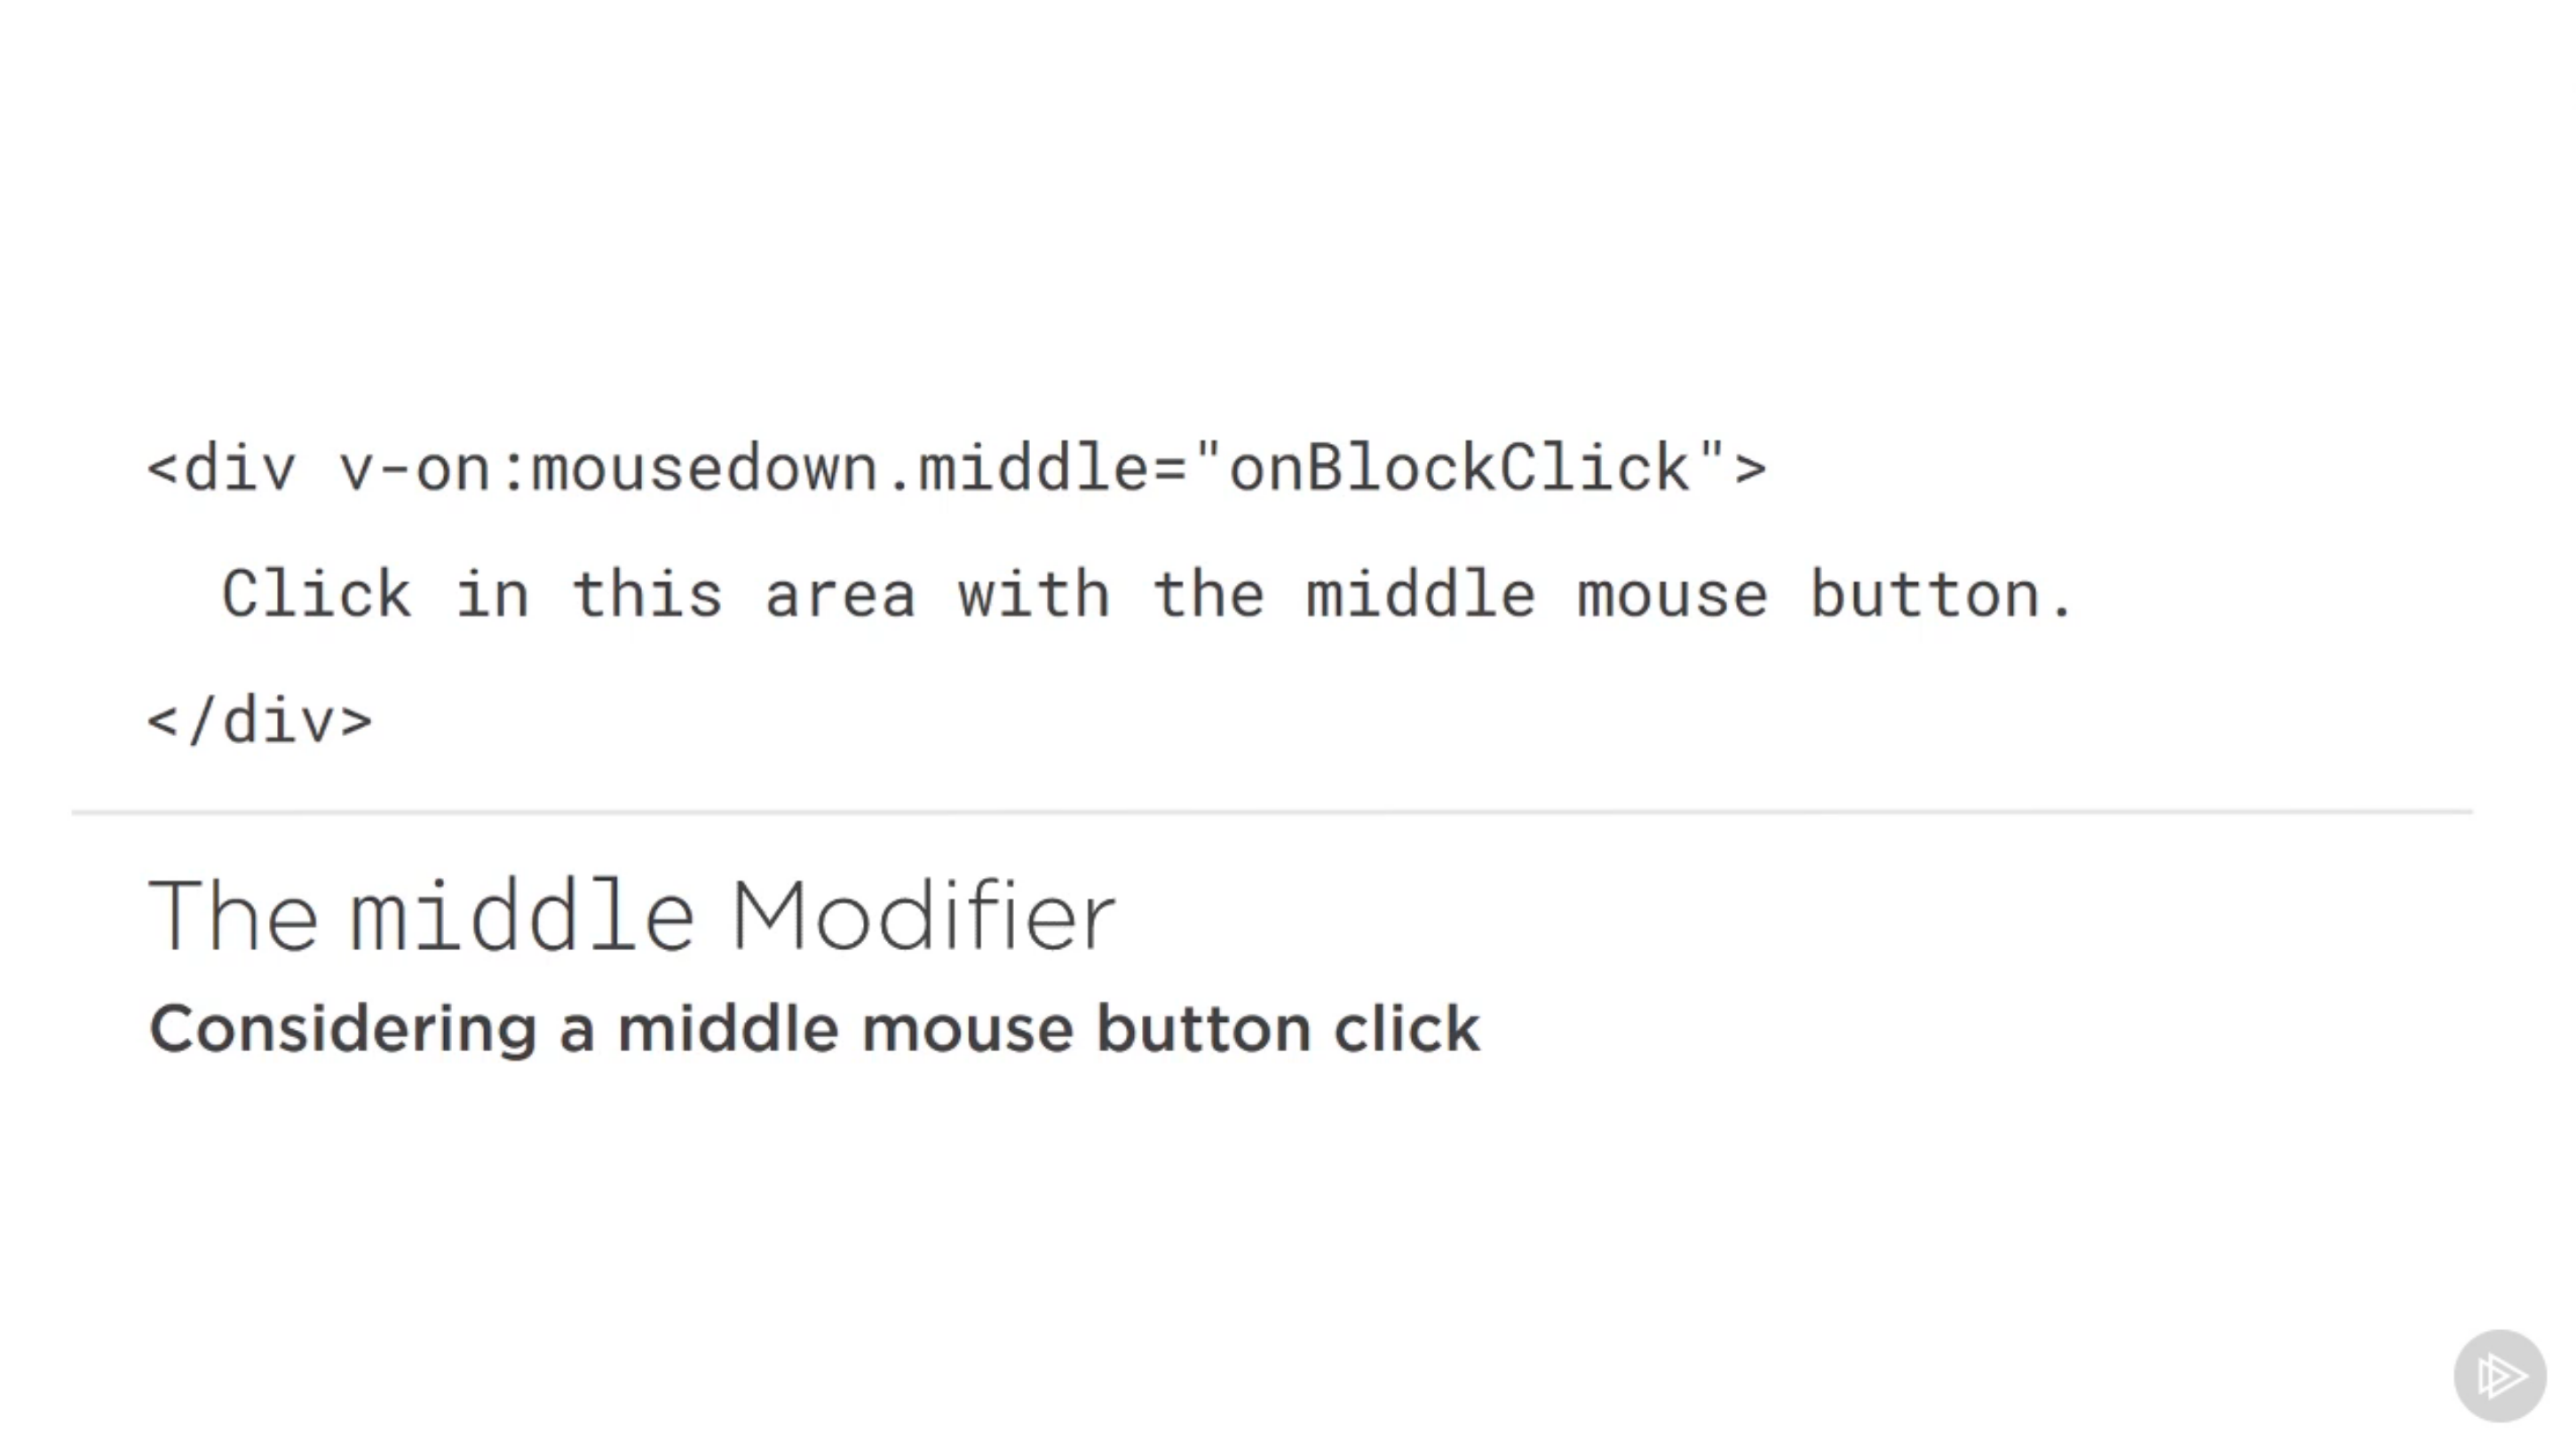 <div v-on:mousedown.middle="onBlockClick">
Click in this area with the middle mouse button.
</div>
The middle Modifier
Considering a middle mouse button click